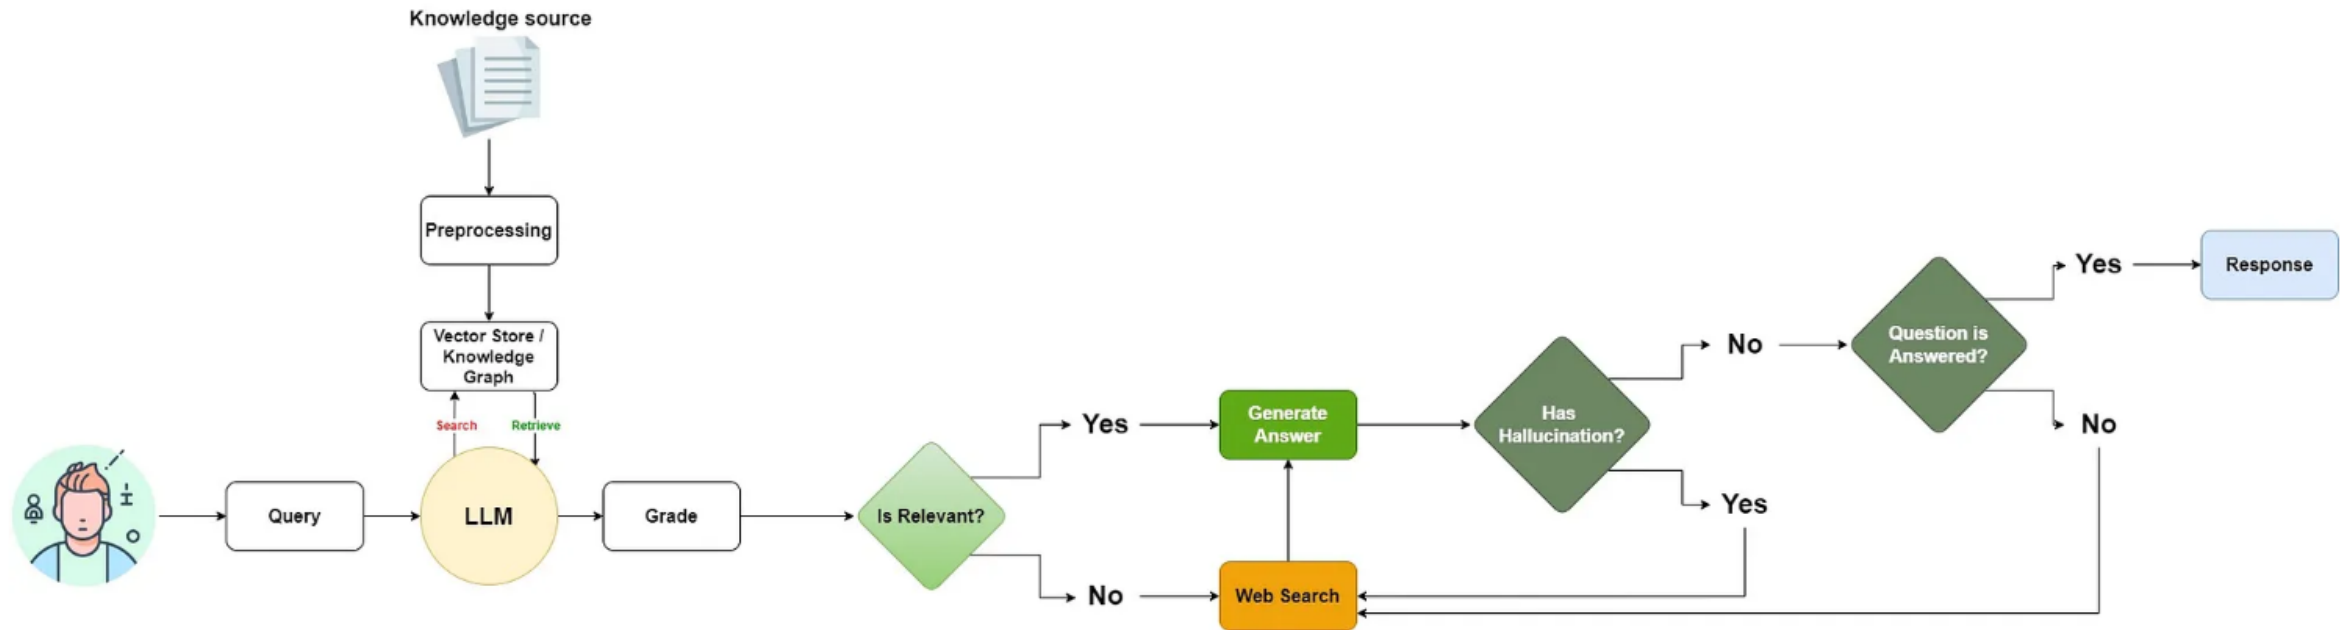 Knowledge source
Preprocessing
Vector Store /
Knowledge
Graph
Search
Retrieve
Query
LLM
Grade
Is Relevant?
Yes
No
Generate
Answer
Web Search
Has
Hallucination?
No
Yes
Question is
Answered?
Yes
No
Response